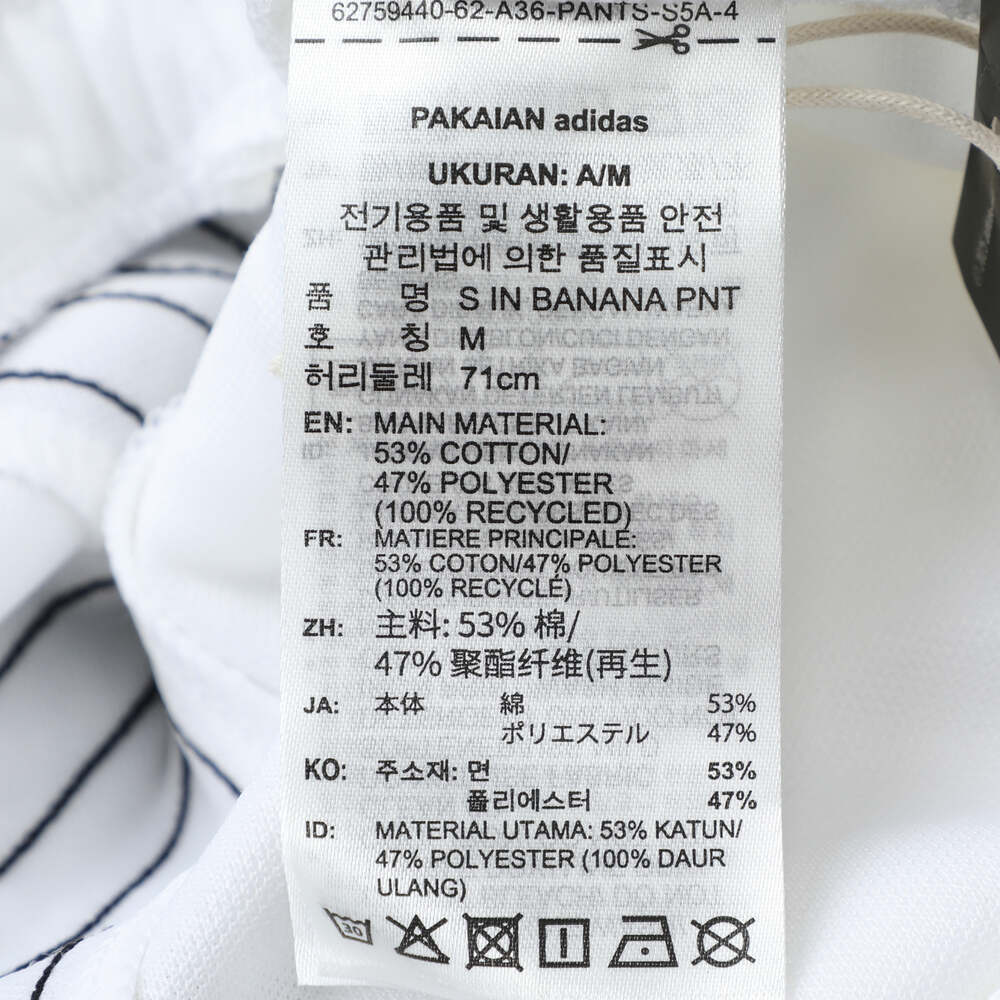 62759440-62-A36-PANTS-S5A-4
PAKAIAN adidas
UKURAN: A/M
전기용품 및 생활용품 안전
관리법에 의한 품질표시
품 명 S IN BANANA PNT
호 칭 M
허리둘레 71cm
EN: MAIN MATERIAL:
53% COTTON/
47% POLYESTER
(100% RECYCLED)
FR: MATIERE PRINCIPALE:
53% COTON/47% POLYESTER
(100% RECYCLÉ)
ZH: 主料: 53% 棉/
47% 聚酯纤维(再生)
JA: 本体 綿 53%
ポリエステル 47%
KO: 주소재: 면 53%
폴리에스터 47%
ID: MATERIAL UTAMA: 53% KATUN/
47% POLYESTER (100% DAUR
ULANG)
30